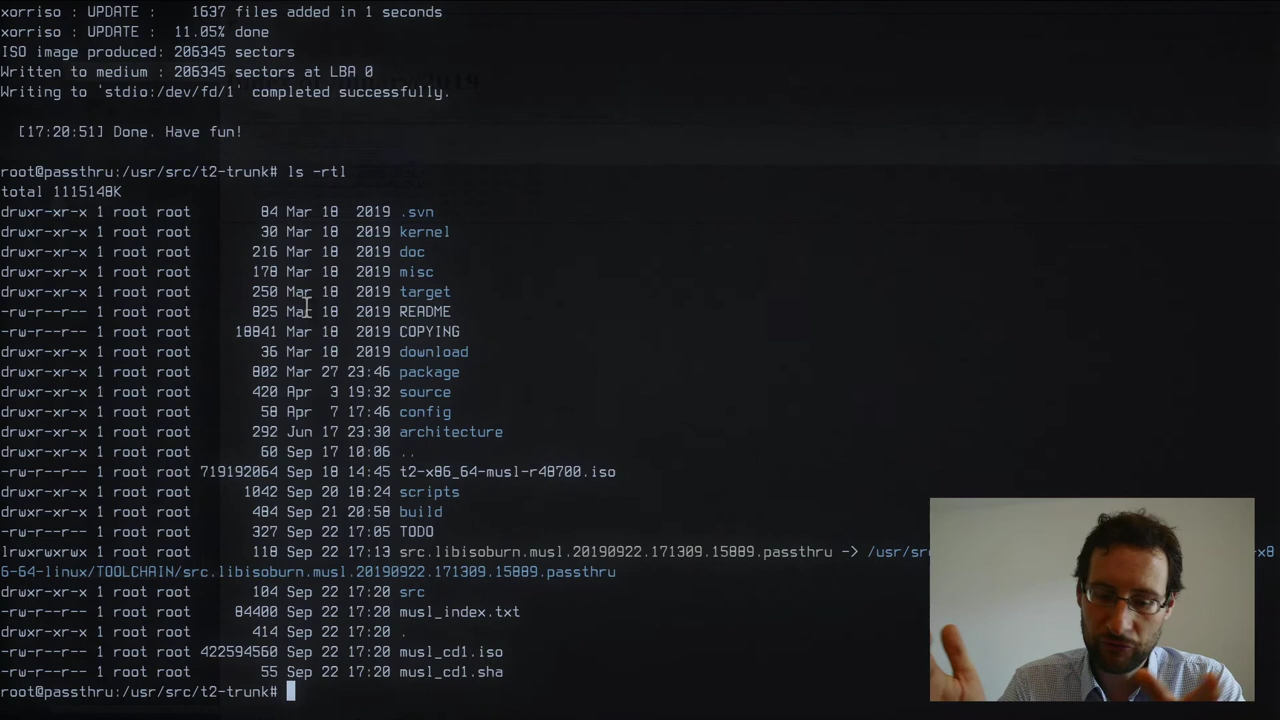 xorriso : UPDATE :    1637 files added in 1 seconds
xorriso : UPDATE :  11.05% done
ISO image produced: 206345 sectors
Written to medium : 206345 sectors at LBA 0
Writing to 'stdio:/dev/fd/1' completed successfully.
[17:20:51] Done. Have fun!
root@passthru:/usr/src/t2-trunk# ls -rtl
total 1115148K
drwxr-xr-x 1 root root 84 Mar 18 2019 .svn
drwxr-xr-x 1 root root 30 Mar 18 2019 kernel
drwxr-xr-x 1 root root 216 Mar 18 2019 doc
drwxr-xr-x 1 root root 178 Mar 18 2019 misc
drwxr-xr-x 1 root root 250 Mar 18 2019 target
-rw-r--r-- 1 root root 825 Mar 18 2019 README
-rw-r--r-- 1 root root 18041 Mar 18 2019 COPYING
drwxr-xr-x 1 root root 36 Mar 18 2019 download
drwxr-xr-x 1 root root 802 Mar 27 23:46 package
drwxr-xr-x 1 root root 420 Apr 3 19:32 source
drwxr-xr-x 1 root root 58 Apr 7 17:46 config
drwxr-xr-x 1 root root 292 Jun 17 23:30 architecture
drwxr-xr-x 1 root root 60 Sep 17 10:06 ..
-rw-r--r-- 1 root root 719192064 Sep 18 14:45 t2-x86_64-musl-r48700.iso
drwxr-xr-x 1 root root 1042 Sep 20 18:24 scripts
drwxr-xr-x 1 root root 484 Sep 21 20:58 build
-rw-r--r-- 1 root root 327 Sep 22 17:05 TODO
lrwxrwxrwx 1 root root 118 Sep 22 17:13 src.libisoburn.musl.20190922.171309.15889.passthru -> /usr/sr
6-64-linux/TOOLCHAIN/src.libisoburn.musl.20190922.171309.15889.passthru
drwxr-xr-x 1 root root 104 Sep 22 17:20 src
-rw-r--r-- 1 root root 84400 Sep 22 17:20 musl_index.txt
drwxr-xr-x 1 root root 414 Sep 22 17:20 .
-rw-r--r-- 1 root root 422594560 Sep 22 17:20 musl_cd1.iso
-rw-r--r-- 1 root root 55 Sep 22 17:20 musl_cd1.sha
root@passthru:/usr/src/t2-trunk#